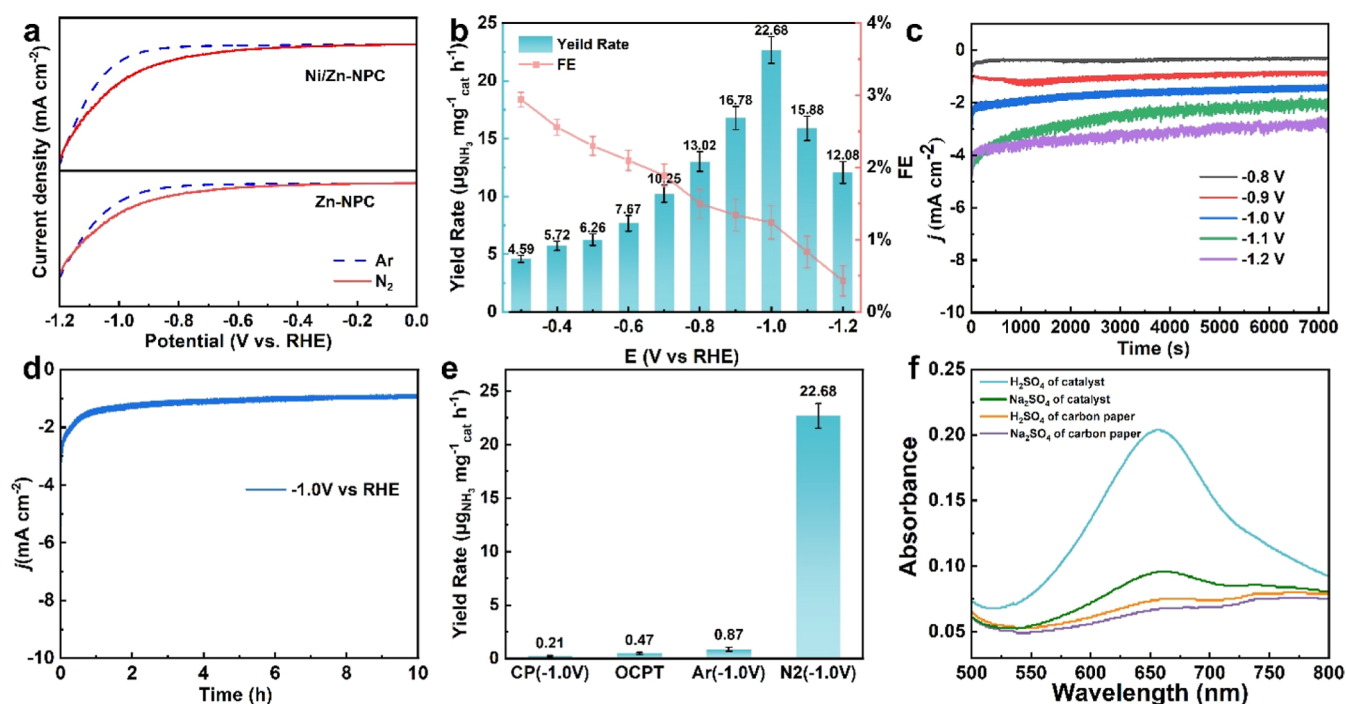 a
Current density (mA cm-2)
Ni/Zn-NPC
Zn-NPC
Ar
N2
-1.2 -1.0 -0.8 -0.6 -0.4 -0.2 0.0
Potential (V vs. RHE)
b
Yield Rate (μgNH3 mg-1cat h-1)
25
20
15
10
5
0
Yeild Rate
FE
4.59 5.72 6.26 7.67 10.25 13.02 16.78 22.68 15.88 12.08
4%
3%
2%
1%
0%
FE
-0.4 -0.6 -0.8 -1.0 -1.2
E (V vs RHE)
c
j (mA cm-2)
0
-2
-4
-6
-8
-10
-0.8 V
-0.9 V
-1.0 V
-1.1 V
-1.2 V
0 1000 2000 3000 4000 5000 6000 7000
Time (s)
d
j(mA cm-2)
0
-2
-4
-6
-8
-10
-1.0V vs RHE
0 2 4 6 8 10
Time (h)
e
Yield Rate (μgNH3 mg-1cat h-1)
25
20
15
10
5
0
0.21 0.47 0.87 22.68
CP(-1.0V) OCPT Ar(-1.0V) N2(-1.0V)
f
Absorbance
0.20
0.15
0.10
0.05
H2SO4 of catalyst
Na2SO4 of catalyst
H2SO4 of carbon paper
Na2SO4 of carbon paper
500 550 600 650 700 750 800
Wavelength (nm)